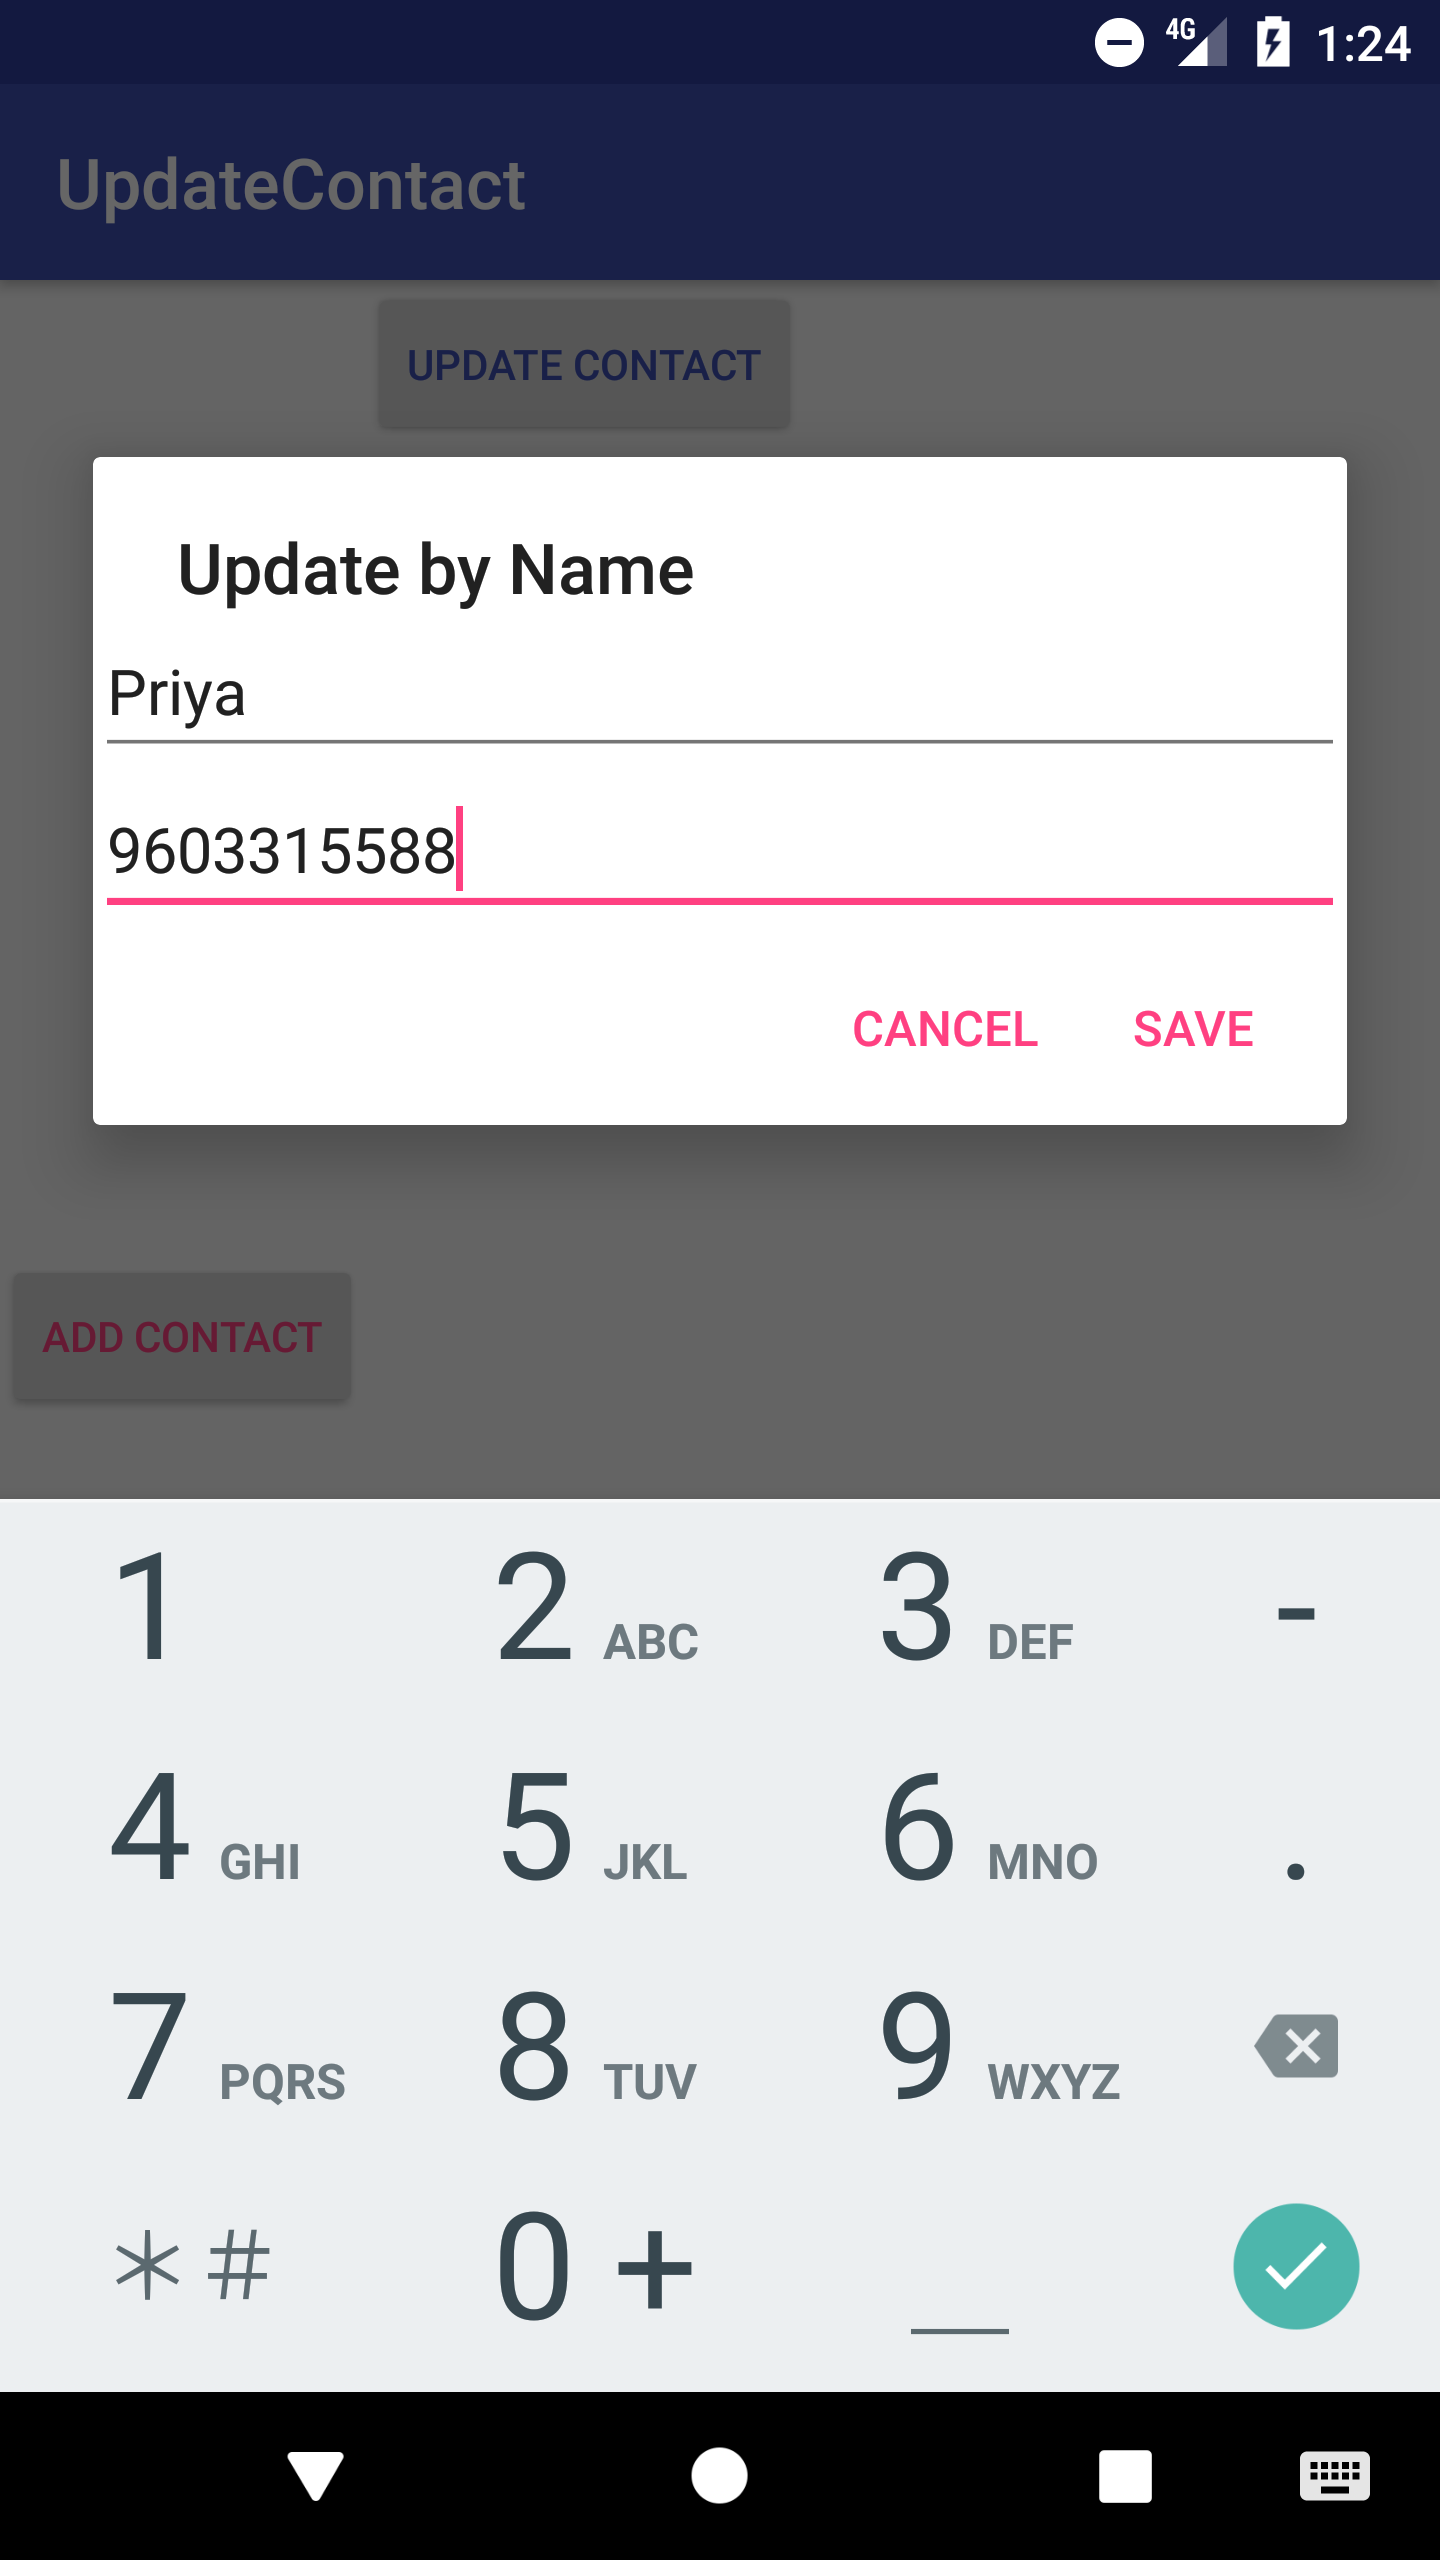 4G 1:24
UpdateContact
UPDATE CONTACT
Update by Name
Priya
9603315588
CANCEL SAVE
ADD CONTACT
1 2 ABC 3 DEF -
4 GHI 5 JKL 6 MNO .
7 PQRS 8 TUV 9 WXYZ
* # 0 + _